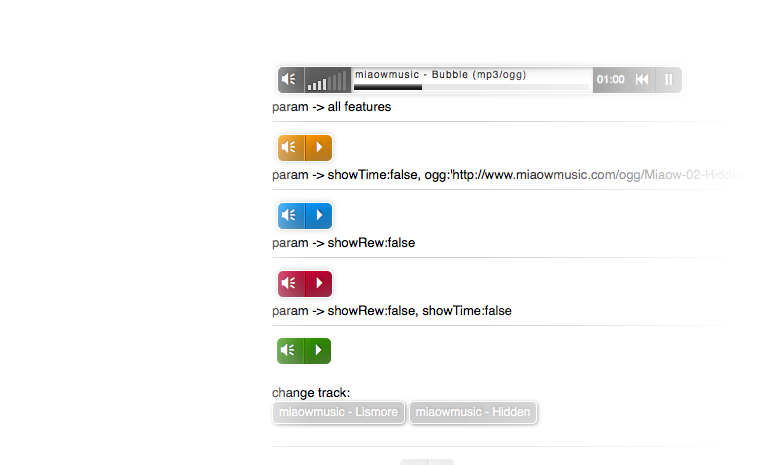 miaowmusic - Bubble (mp3/ogg)
01:00
param -> all features
param -> showTime:false, ogg:'http://www.miaowmusic.com/ogg/Miaow-02-Hidden
param -> showRew:false
param -> showRew:false, showTime:false
change track:
miaowmusic - Lismore miaowmusic - Hidden